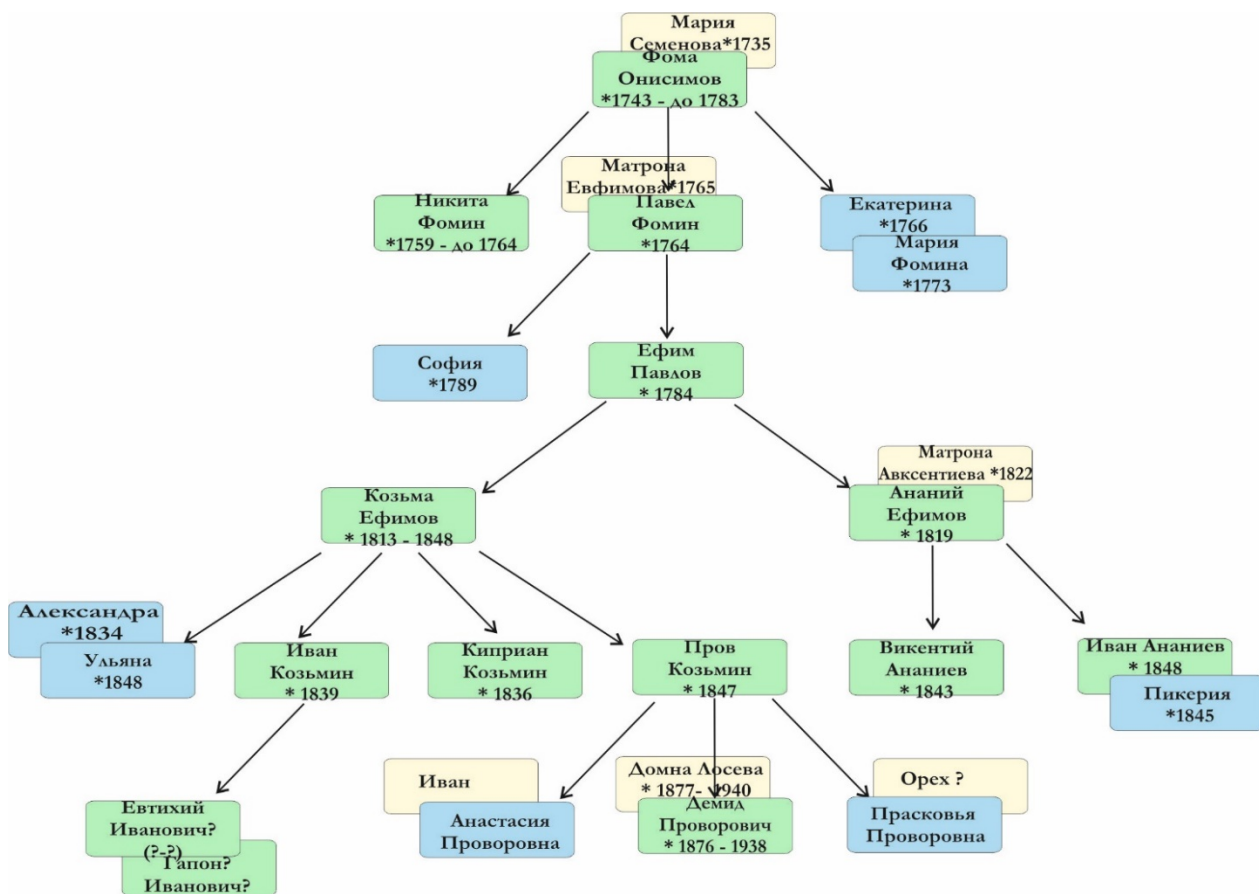 Мария
Семенова*1735
Фома
Онисимов
*1743 - до 1783
Матрона
Евфимова*1765
Никита
Фомин
*1759 - до 1764
Павел
Фомин
*1764
Екатерина
*1766
Мария
Фомина
*1773
София
*1789
Ефим
Павлов
* 1784
Матрона
Авксентиева *1822
Козьма
Ефимов
* 1813 - 1848
Ананий
Ефимов
* 1819
Александра
*1834
Ульяна
*1848
Иван
Козьмин
* 1839
Киприан
Козьмин
* 1836
Пров
Козьмин
* 1847
Викентий
Ананиев
* 1843
Иван Ананиев
* 1848
Пикерия
*1845
Иван
Домна Лосева
* 1877- 1940
Орех ?
Евтихий
Иванович?
(?-?)
Гапон?
Иванович?
Анастасия
Проворовна
Демид
Проворович
* 1876 - 1938
Прасковья
Проворовна